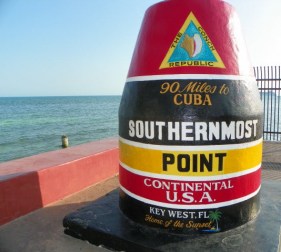 THE CONCH
REPUBLIC
90 Miles to
CUBA
SOUTHERNMOST
POINT
CONTINENTAL
U.S.A.
KEY WEST, FL
Home of the Sunset